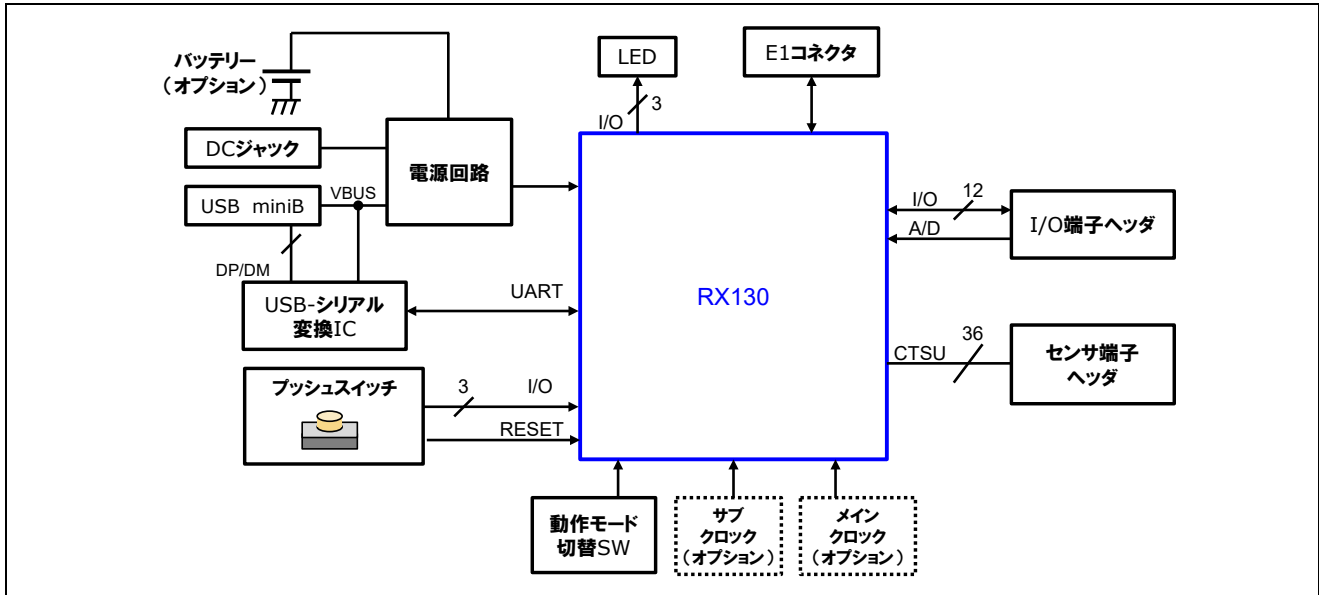 バッテリー
(オプション)
LED
E1コネクタ
3
I/O
DCジャック
電源回路
USB miniB
VBUS
DP/DM
USB-シリアル
変換IC
UART
RX130
I/O
12
A/D
I/O端子ヘッダ
36
CTSU
センサ端子
ヘッダ
プッシュスイッチ
3
I/O
RESET
動作モード
切替SW
サブ
クロック
(オプション)
メイン
クロック
(オプション)